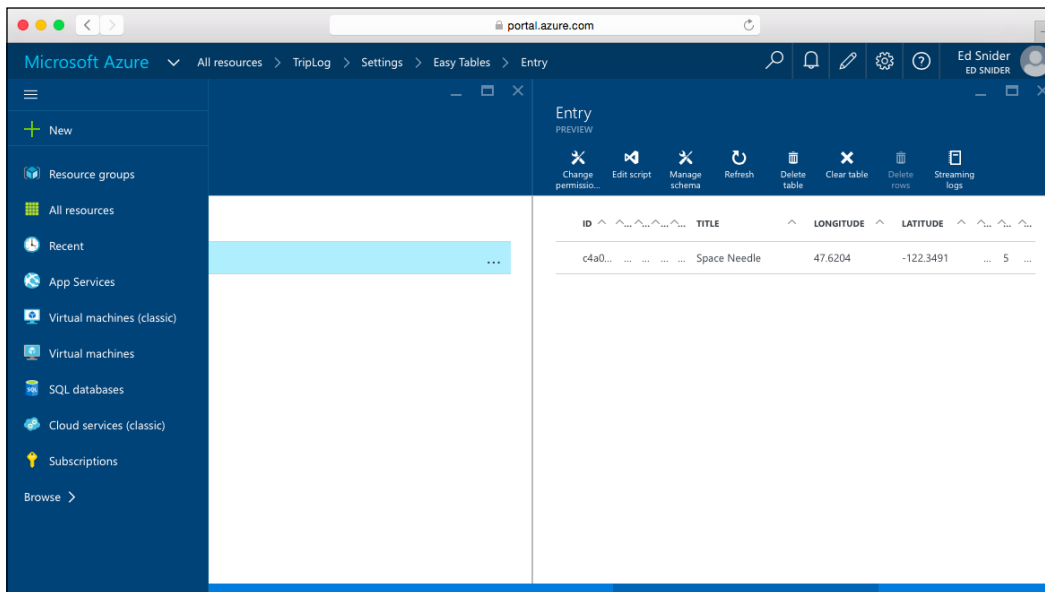 portal.azure.com
Microsoft Azure All resources > TripLog > Settings > Easy Tables > Entry
Ed Snider
ED SNIDER
New
Resource groups
All resources
Recent
App Services
Virtual machines (classic)
Virtual machines
SQL databases
Cloud services (classic)
Subscriptions
Browse >
...
Entry
PREVIEW
Change permissio...
Edit script
Manage schema
Refresh
Delete table
Clear table
Delete rows
Streaming logs
ID ... ... ... ... TITLE LONGITUDE LATITUDE ... ... ...
c4a0... ... ... ... ... Space Needle 47.6204 -122.3491 ... 5 ...